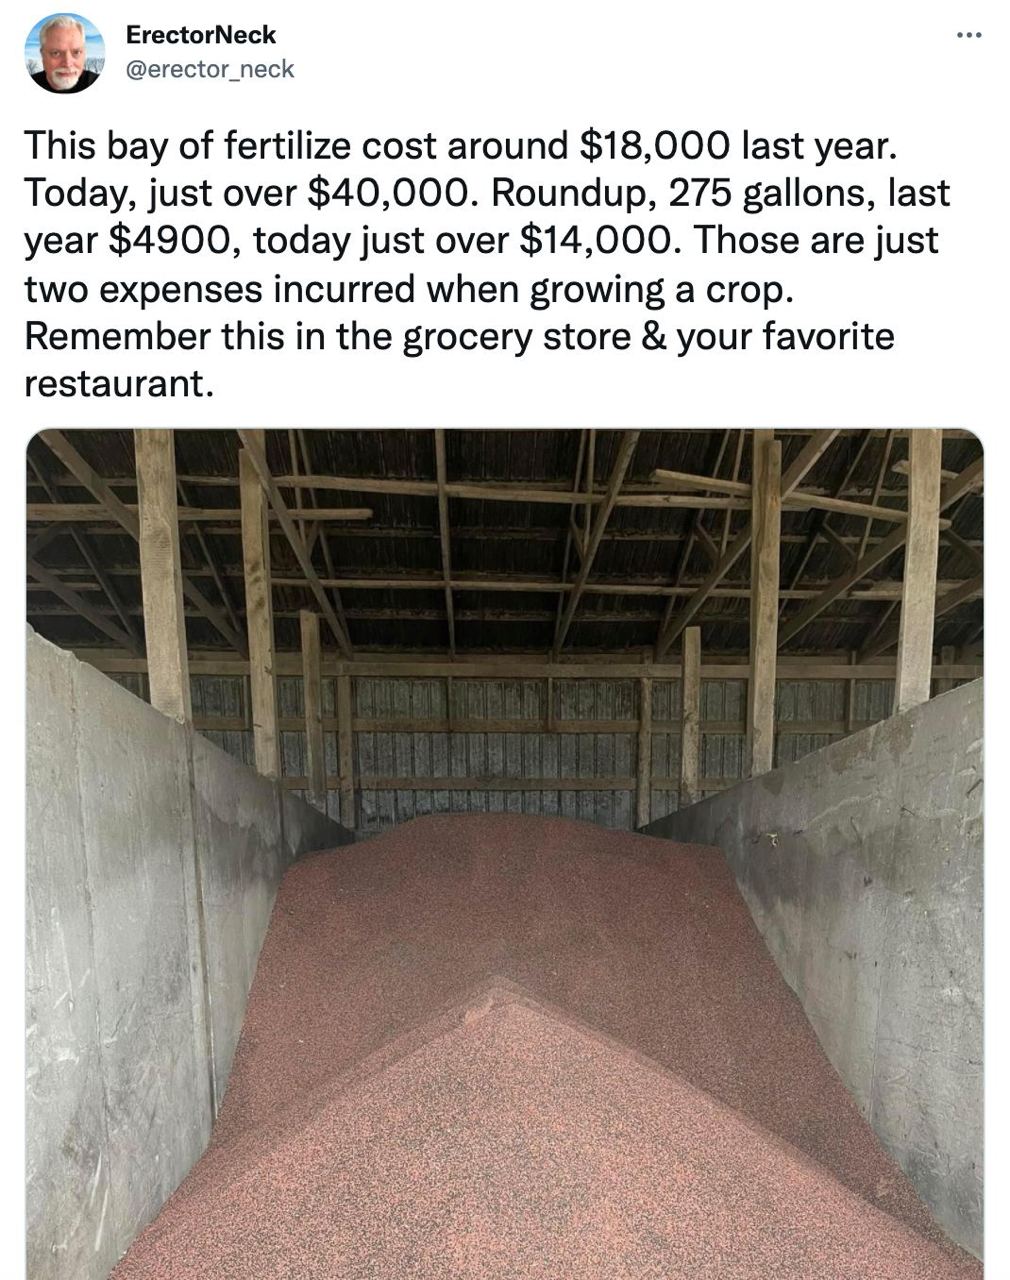 ErectorNeck
@erector_neck
This bay of fertilize cost around $18,000 last year.
Today, just over $40,000. Roundup, 275 gallons, last
year $4900, today just over $14,000. Those are just
two expenses incurred when growing a crop.
Remember this in the grocery store & your favorite
restaurant.